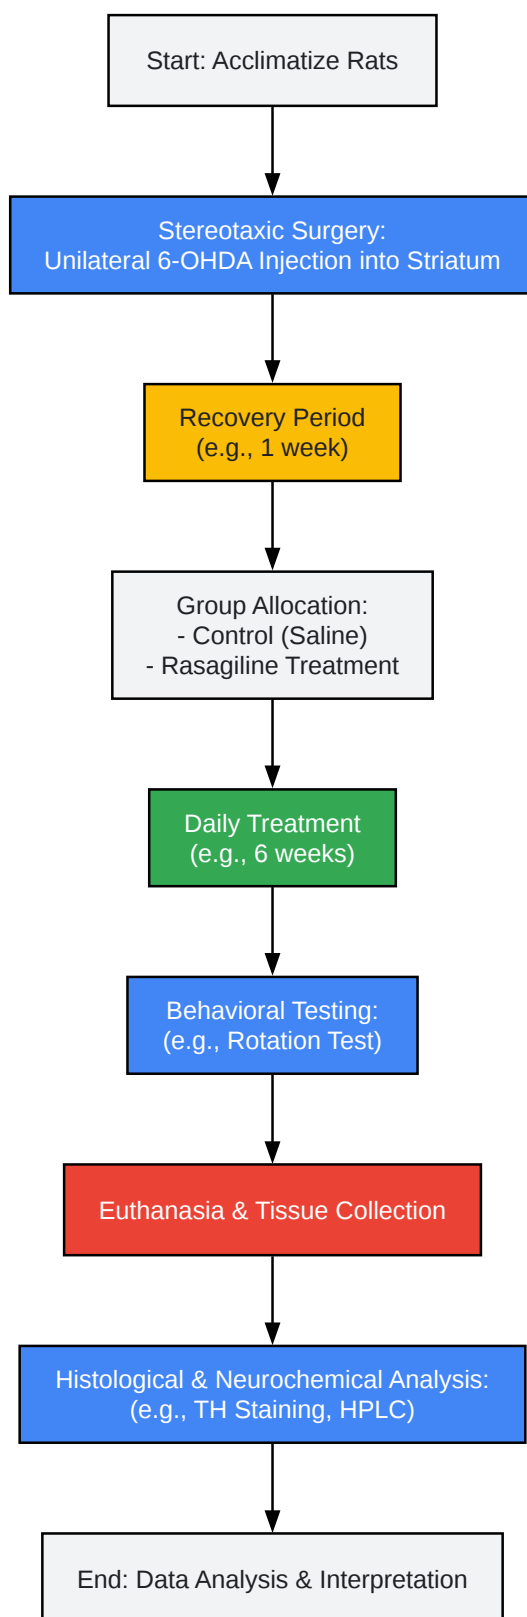 Start: Acclimatize Rats
Stereotaxic Surgery:
Unilateral 6-OHDA Injection into Striatum
Recovery Period
(e.g., 1 week)
Group Allocation:
- Control (Saline)
- Rasagiline Treatment
Daily Treatment
(e.g., 6 weeks)
Behavioral Testing:
(e.g., Rotation Test)
Euthanasia & Tissue Collection
Histological & Neurochemical Analysis:
(e.g., TH Staining, HPLC)
End: Data Analysis & Interpretation